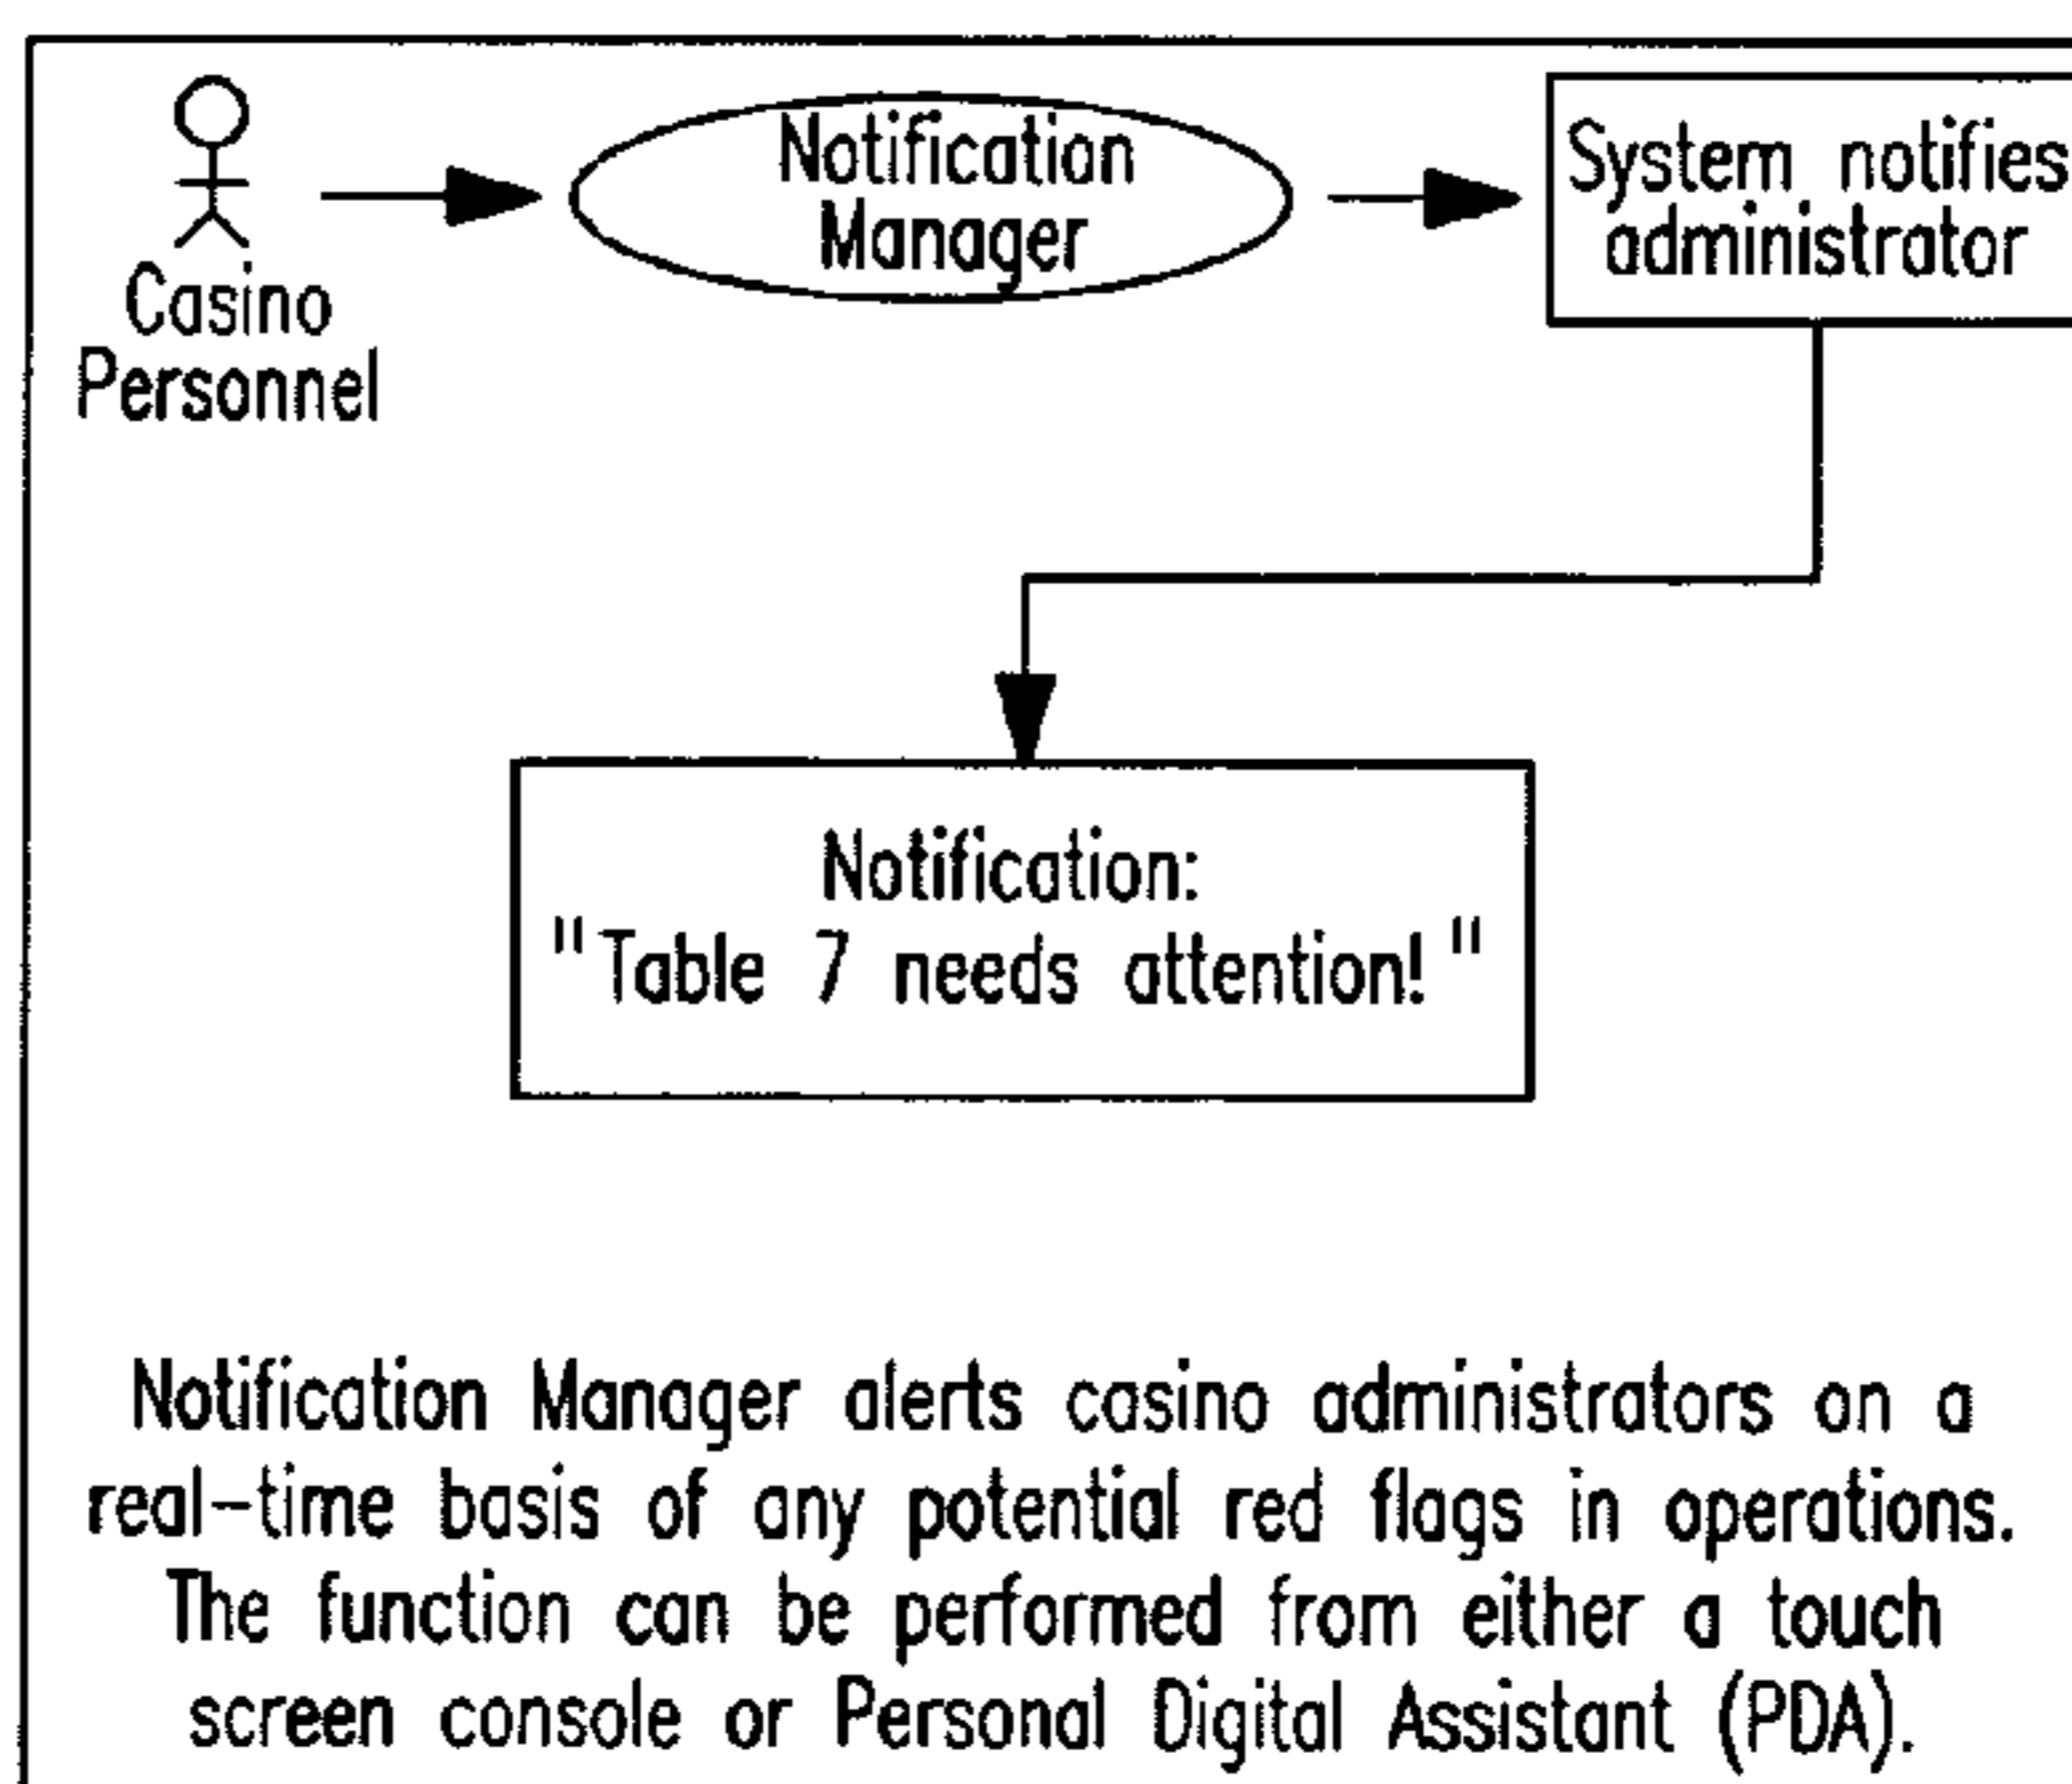 Casino
Personnel
Notification
Manager
System notifies
administrator
Notification:
"Table 7 needs attention!"
Notification Manager alerts casino administrators on a
real-time basis of any potential red flags in operations.
The function can be performed from either a touch
screen console or Personal Digital Assistant (PDA).